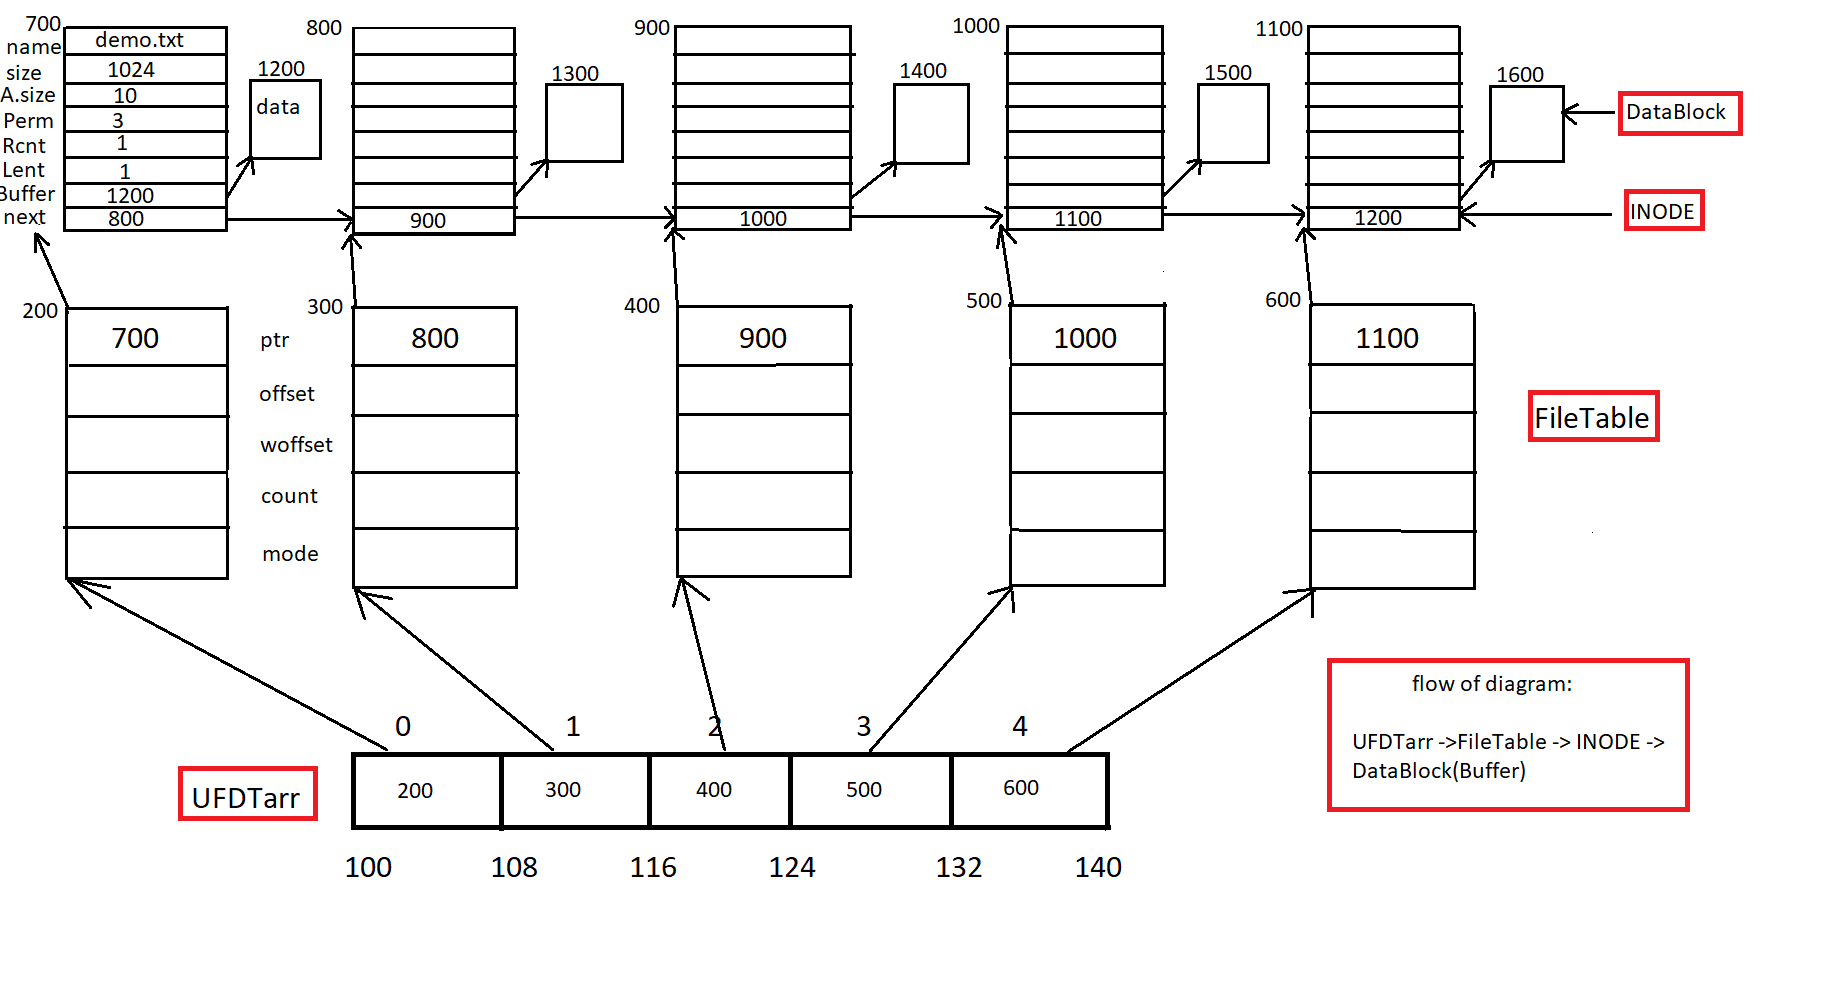 700
800
900
1000
1100
name
demo.txt
size
1024
1200
1300
1400
1500
1600
A.size
10
data
DataBlock
Perm
3
Rcnt
1
Lent
1
Buffer
1200
INODE
next
800
900
1000
1100
1200
200
300
400
500
600
700
ptr
800
900
1000
1100
offset
FileTable
woffset
count
mode
flow of diagram:
UFDTarr ->FileTable -> INODE ->
DataBlock(Buffer)
0
1
2
3
4
UFDTarr
200
300
400
500
600
100
108
116
124
132
140